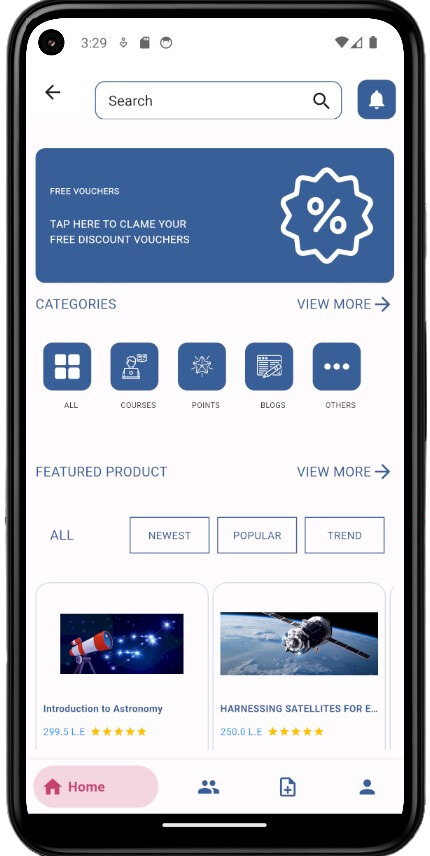 3:29
Search
FREE VOUCHERS
TAP HERE TO CLAME YOUR
FREE DISCOUNT VOUCHERS
%
CATEGORIES
VIEW MORE
ALL
COURSES
POINTS
BLOGS
OTHERS
FEATURED PRODUCT
VIEW MORE
ALL
NEWEST
POPULAR
TREND
Introduction to Astronomy
HARNESSING SATELLITES FOR E...
299.5 L.E
250.0 L.E
Home